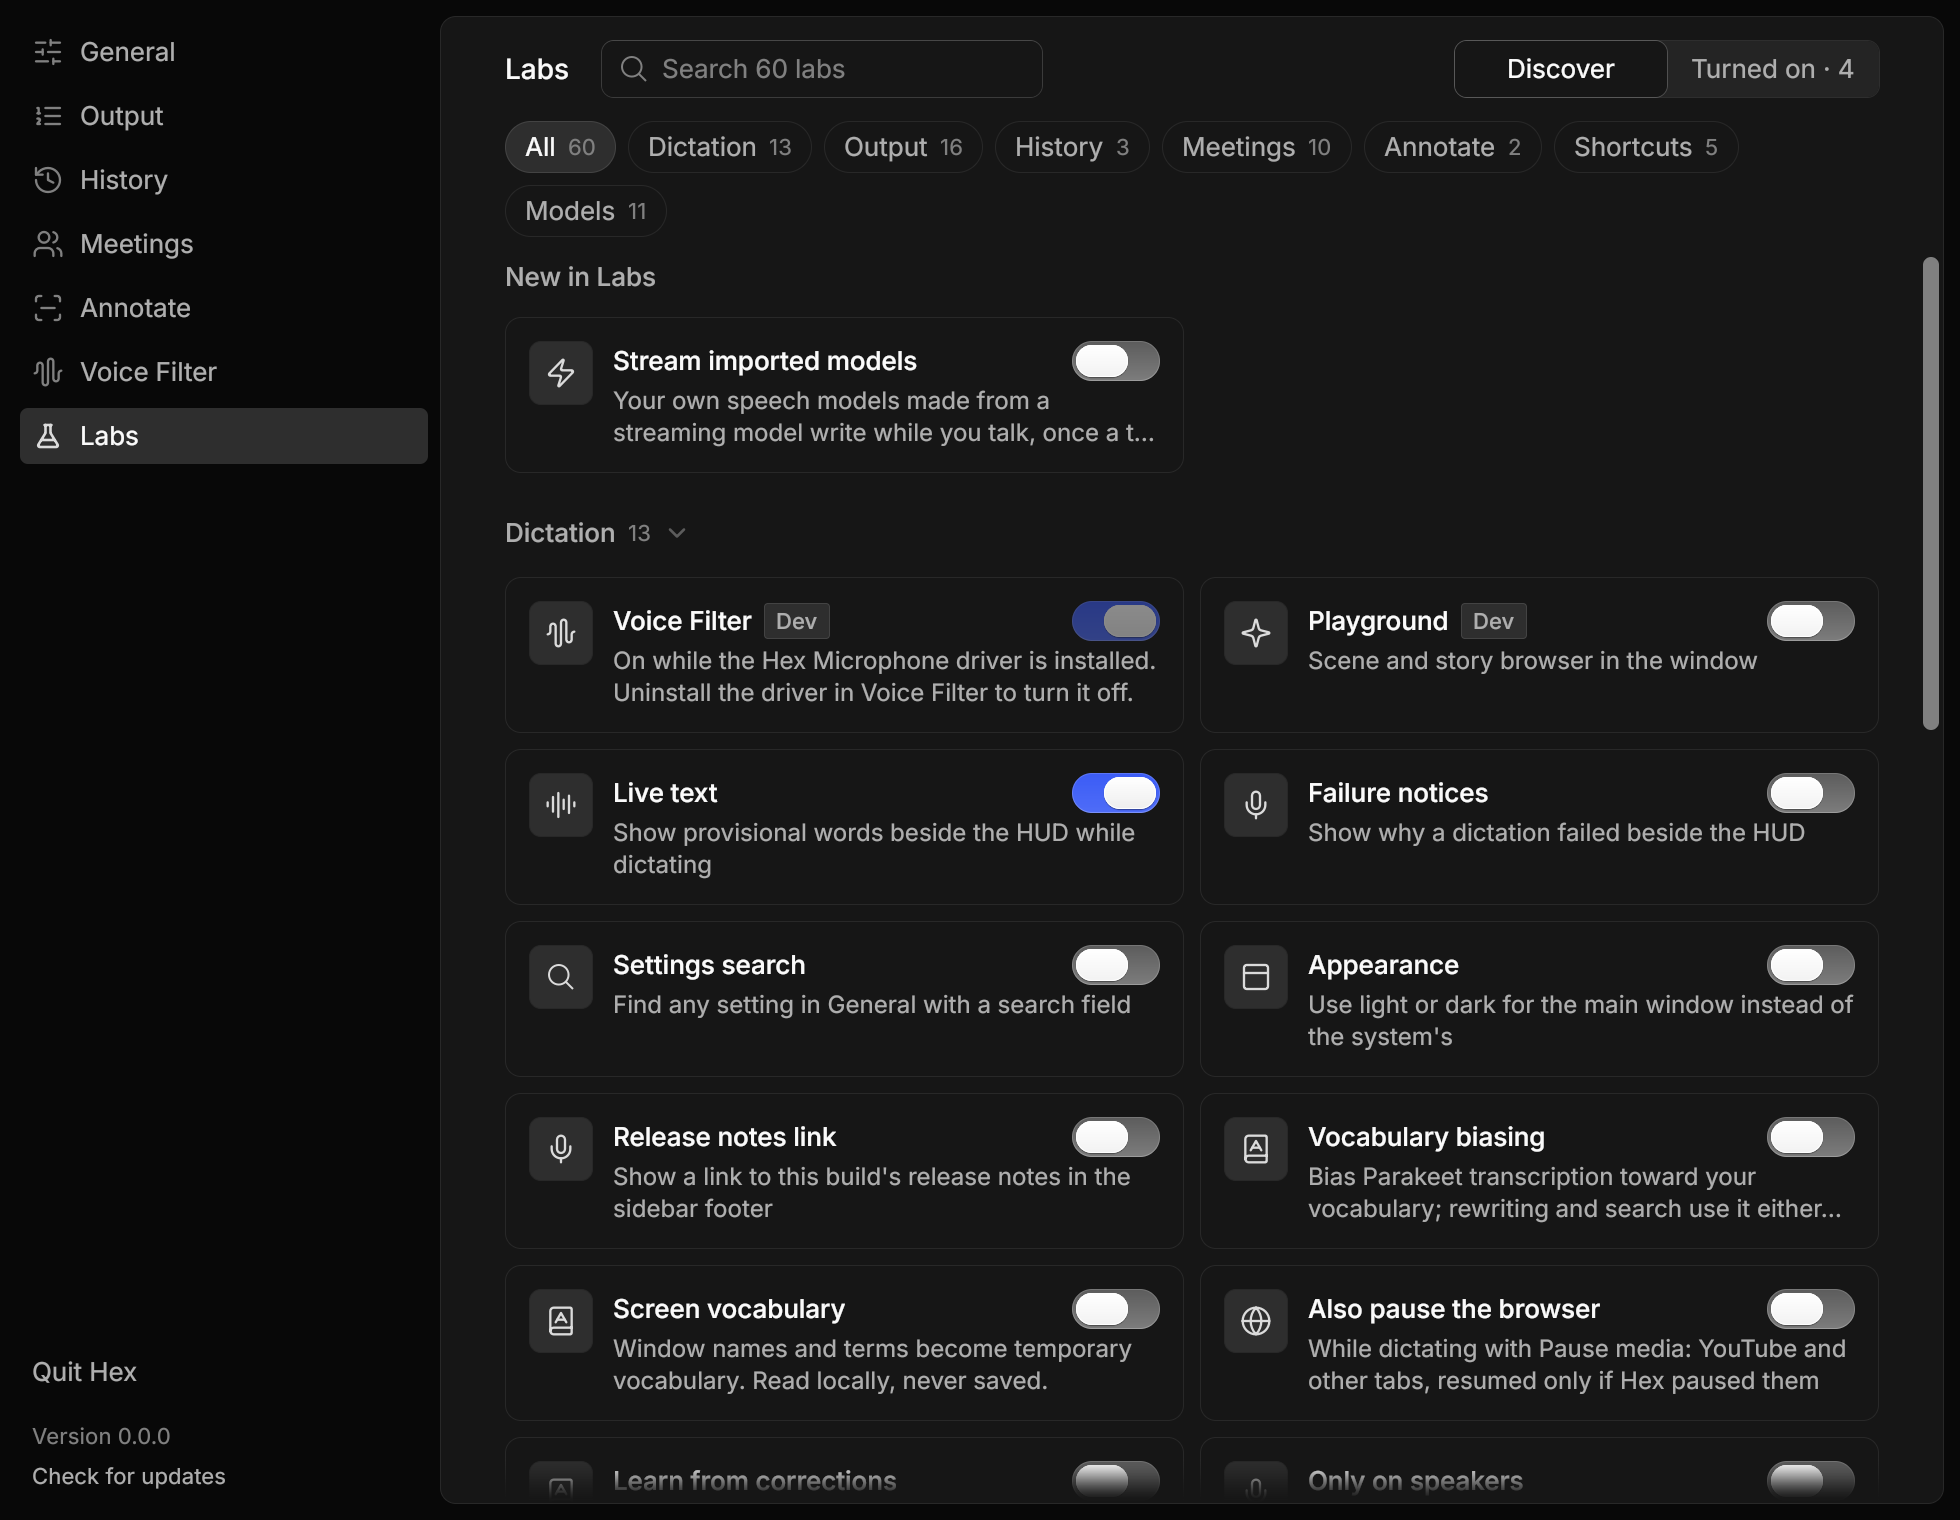 General
Output
History
Meetings
Annotate
Voice Filter
Labs
Quit Hex
Version 0.0.0
Check for updates
Labs
Search 60 labs
Discover
Turned on · 4
All 60
Dictation 13
Output 16
History 3
Meetings 10
Annotate 2
Shortcuts 5
Models 11
New in Labs
Stream imported models
Your own speech models made from a
streaming model write while you talk, once a t...
Dictation 13
Voice Filter Dev
On while the Hex Microphone driver is installed.
Uninstall the driver in Voice Filter to turn it off.
Playground Dev
Scene and story browser in the window
Live text
Show provisional words beside the HUD while
dictating
Failure notices
Show why a dictation failed beside the HUD
Settings search
Find any setting in General with a search field
Appearance
Use light or dark for the main window instead of
the system's
Release notes link
Show a link to this build's release notes in the
sidebar footer
Vocabulary biasing
Bias Parakeet transcription toward your
vocabulary; rewriting and search use it either...
Screen vocabulary
Window names and terms become temporary
vocabulary. Read locally, never saved.
Also pause the browser
While dictating with Pause media: YouTube and
other tabs, resumed only if Hex paused them
Learn from corrections
Only on speakers